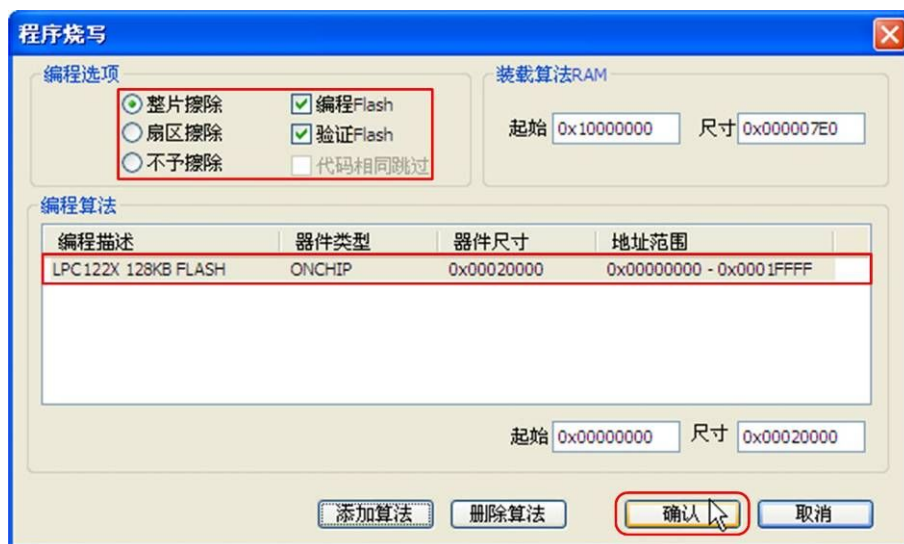 程序烧写
编程选项
整片擦除 编程Flash
扇区擦除 验证Flash
不予擦除 代码相同跳过
装载算法RAM
起始 0x10000000 尺寸 0x000007E0
编程算法
编程描述 器件类型 器件尺寸 地址范围
LPC122X 128KB FLASH ONCHIP 0x00020000 0x00000000 - 0x0001FFFF
起始 0x00000000 尺寸 0x00020000
添加算法 删除算法 确认 取消